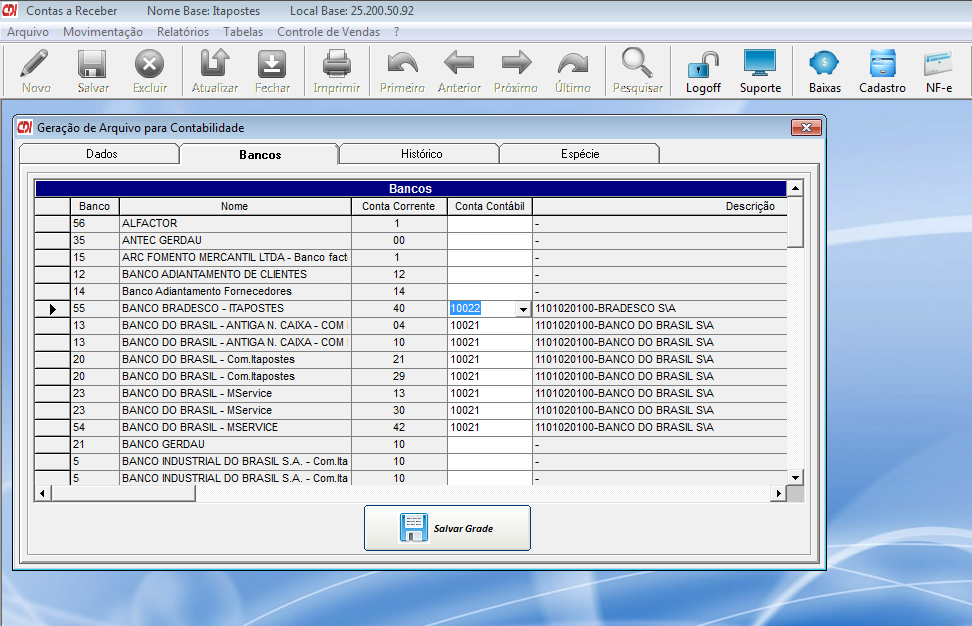 CDI Contas a Receber Nome Base: Itapostes Local Base: 25.200.50.92
Arquivo Movimentação Relatórios Tabelas Controle de Vendas ?
Novo Salvar Excluir Atualizar Fechar Imprimir Primeiro Anterior Próximo Último Pesquisar Logoff Suporte Baixas Cadastro NF-e
CDI Geração de Arquivo para Contabilidade
Dados Bancos Histórico Espécie
Bancos
Banco Nome Conta Corrente Conta Contábil Descrição
56 ALFACTOR 1 -
35 ANTEC GERDAU 00 -
15 ARC FOMENTO MERCANTIL LTDA - Banco fact 1 -
12 BANCO ADIANTAMENTO DE CLIENTES 12 -
14 Banco Adiantamento Fornecedores 14 -
55 BANCO BRADESCO - ITAPOSTES 40 10022 1101020100-BRADESCO S\A
13 BANCO DO BRASIL - ANTIGA N. CAIXA - COM 04 10021 1101020100-BANCO DO BRASIL S\A
13 BANCO DO BRASIL - ANTIGA N. CAIXA - COM 10 10021 1101020100-BANCO DO BRASIL S\A
20 BANCO DO BRASIL - Com.Itapostes 21 10021 1101020100-BANCO DO BRASIL S\A
20 BANCO DO BRASIL - Com.Itapostes 29 10021 1101020100-BANCO DO BRASIL S\A
23 BANCO DO BRASIL - MService 13 10021 1101020100-BANCO DO BRASIL S\A
23 BANCO DO BRASIL - MService 30 10021 1101020100-BANCO DO BRASIL S\A
54 BANCO DO BRASIL - MSERVICE 42 10021 1101020100-BANCO DO BRASIL S\A
21 BANCO GERDAU 10 -
5 BANCO INDUSTRIAL DO BRASIL S.A. - Com.Ita 10 -
5 BANCO INDUSTRIAL DO BRASIL S.A. - Com.Ita 10 -
Salvar Grade